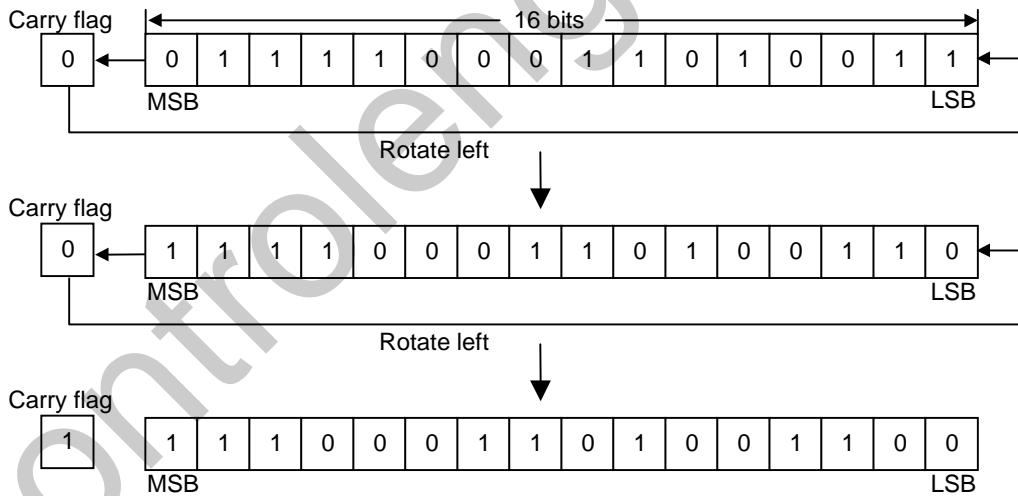 Carry flag
16 bits
0 0 1 1 1 1 0 0 0 1 1 0 1 0 0 1 1
MSB LSB
Rotate left
Carry flag
0 1 1 1 1 0 0 0 1 1 0 1 0 0 1 1 0
MSB LSB
Rotate left
Carry flag
1 1 1 1 0 0 0 1 1 0 1 0 0 1 1 0 0
MSB LSB
ontroleng